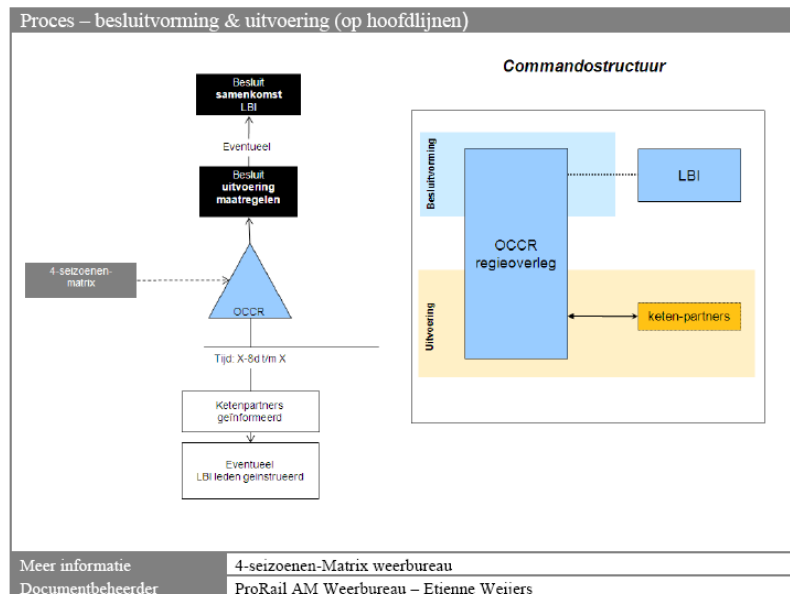 Proces – besluitvorming & uitvoering (op hoofdlijnen)
Besluit
samenkomst
LBI
Eventueel
Besluit
uitvoering
maatregelen
4-seizoenen-
matrix
OCCR
Tijd: X-8d t/m X
Ketenpartners
geïnformeerd
Eventueel
LBI leden geinstrueerd
Commandostructuur
Besluitvorming
LBI
OCCR
regieoverleg
Uitvoering
keten-partners
Meer informatie
4-seizoenen-Matrix weerbureau
Documentbeheerder
ProRail AM Weerbureau – Etienne Weijers